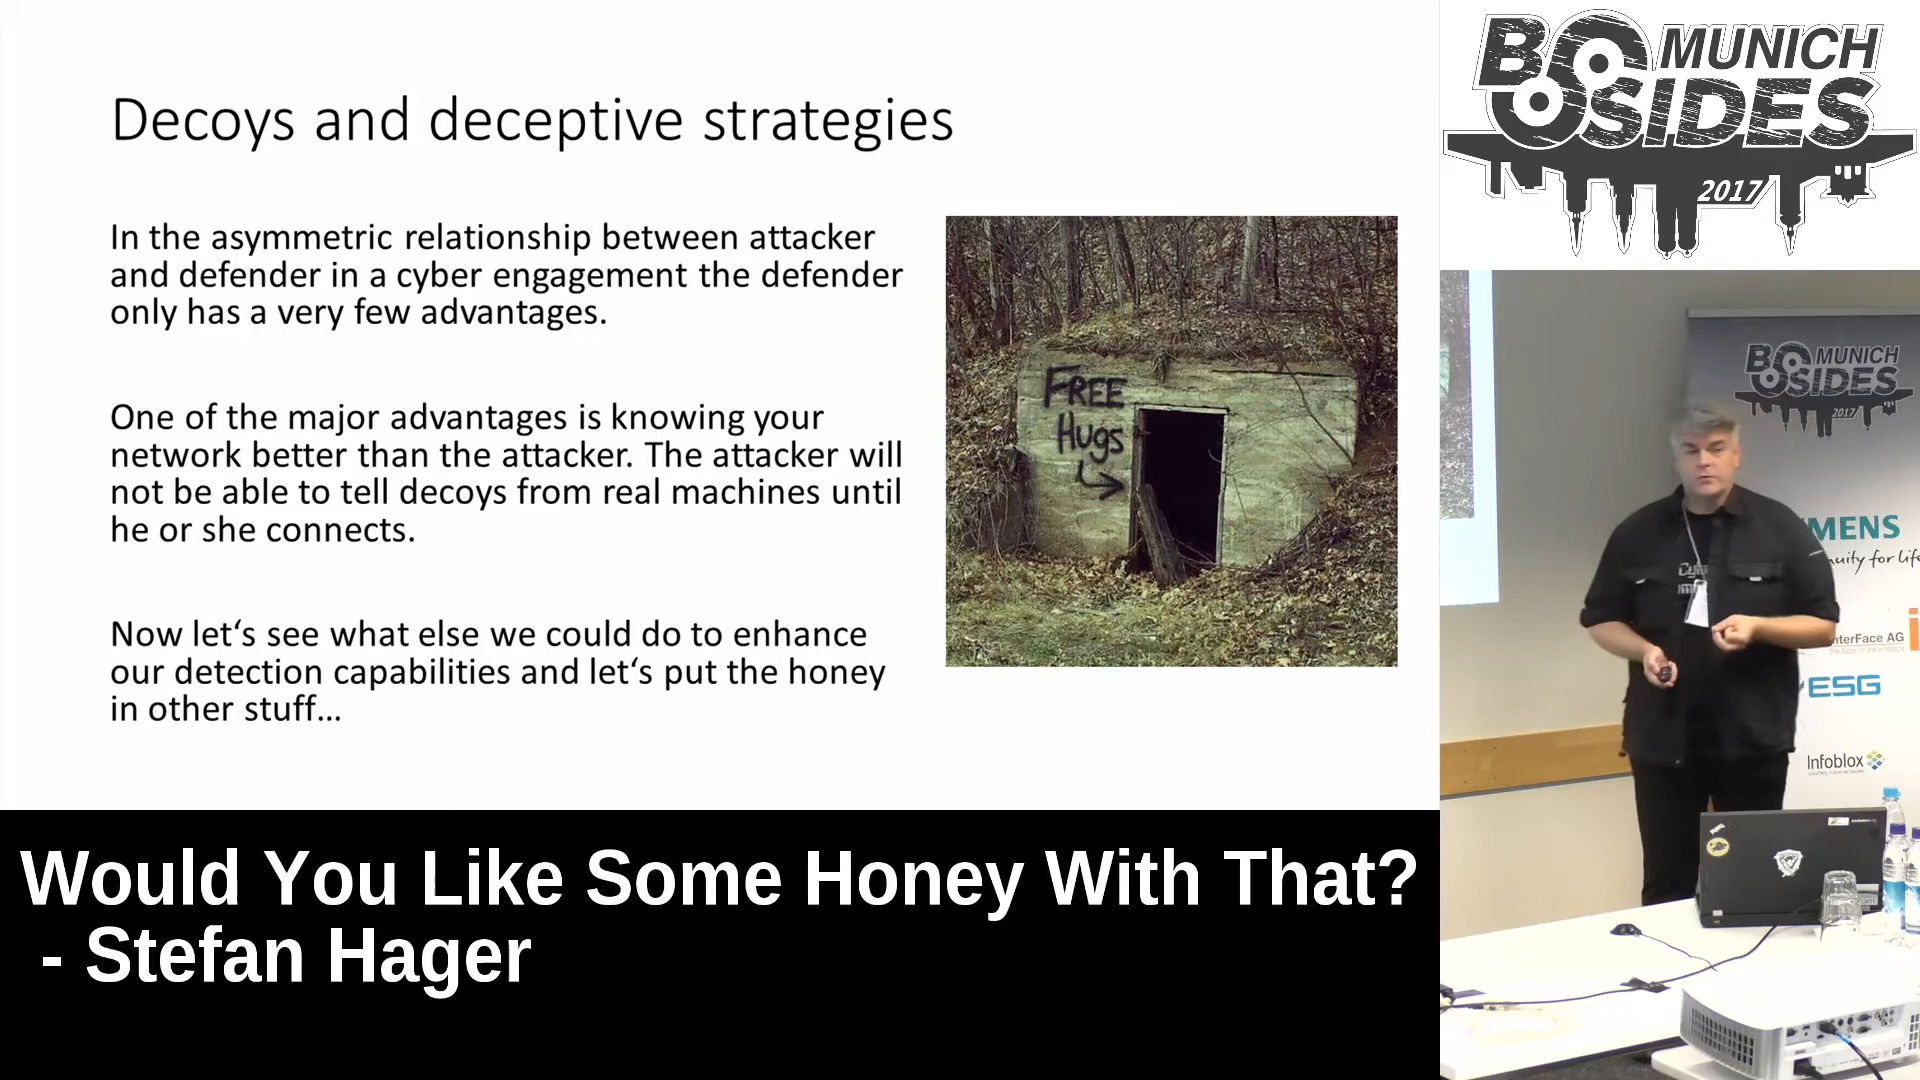 Decoys and deceptive strategies
In the asymmetric relationship between attacker
and defender in a cyber engagement the defender
only has a very few advantages.
One of the major advantages is knowing your
network better than the attacker. The attacker will
not be able to tell decoys from real machines until
he or she connects.
Now let‘s see what else we could do to enhance
our detection capabilities and let‘s put the honey
in other stuff…
FREE
Hugs
BSIDES MUNICH
2017
BSIDES MUNICH
2017
MENS
nuity for life
nterFace AG
ESG
Infoblox
Would You Like Some Honey With That?
- Stefan Hager